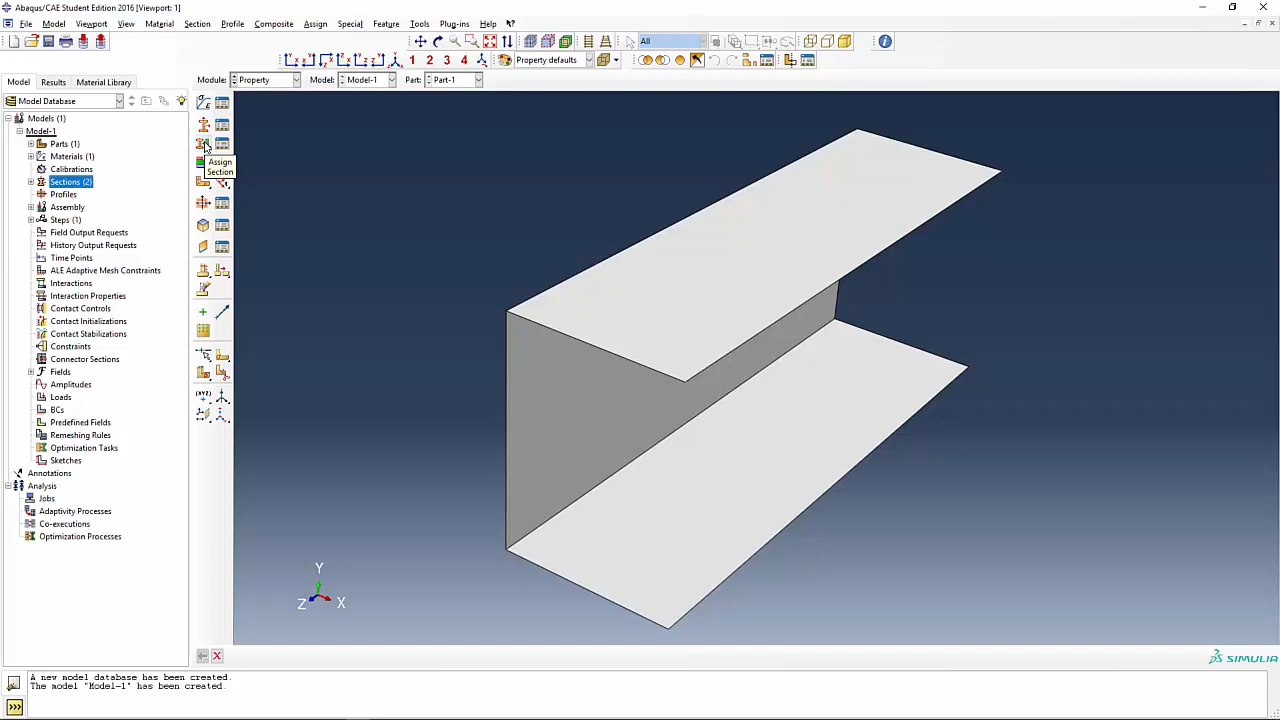 Abaqus/CAE Student Edition 2016 [Viewport: 1]
File Model Viewport View Material Section Profile Composite Assign Special Feature Tools Plug-ins Help
All
1 2 3 4 Property defaults
Model Results Material Library
Module: Property Model: Model-1 Part: Part-1
Model Database
Models (1)
Model-1
Parts (1)
Materials (1)
Calibrations
Sections (2)
Profiles
Assembly
Steps (1)
Field Output Requests
History Output Requests
Time Points
ALE Adaptive Mesh Constraints
Interactions
Interaction Properties
Contact Controls
Contact Initializations
Contact Stabilizations
Constraints
Connector Sections
Fields
Amplitudes
Loads
BCs
Predefined Fields
Remeshing Rules
Optimization Tasks
Sketches
Annotations
Analysis
Jobs
Adaptivity Processes
Co-executions
Optimization Processes
Assign
Section
(XYZ)
Y
Z X
SIMULIA
A new model database has been created.
The model "Model-1" has been created.
>>>